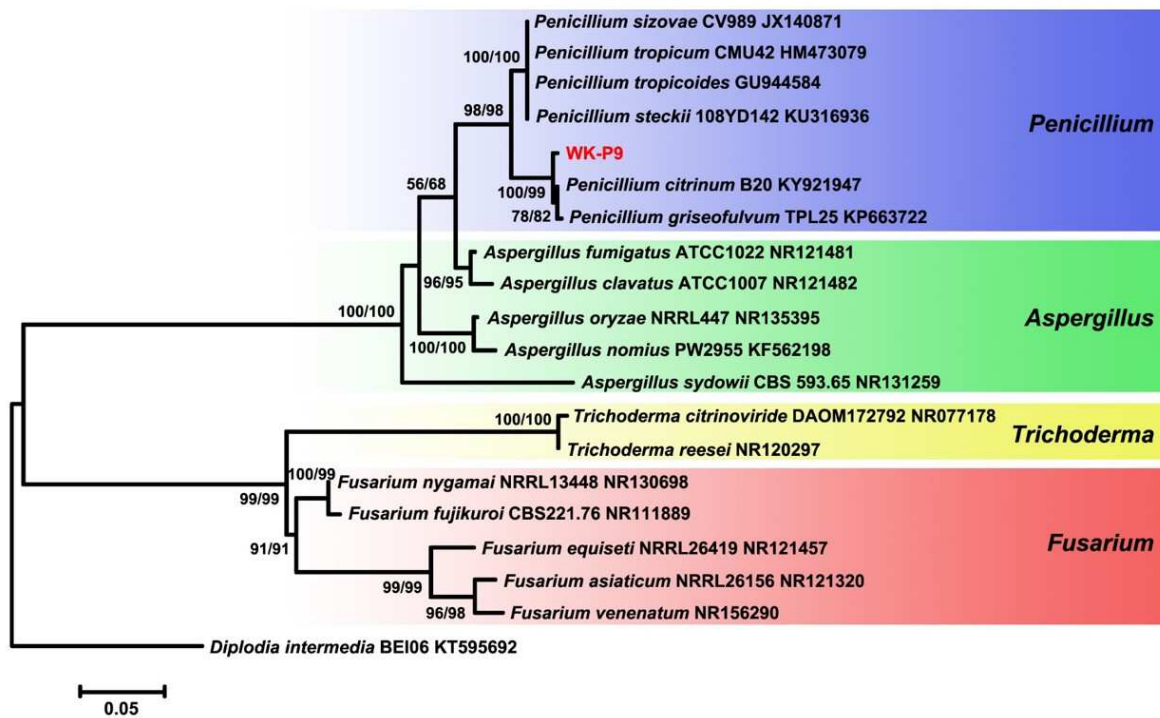 Penicillium sizovae CV989 JX140871
Penicillium tropicum CMU42 HM473079
100/100
Penicillium tropicoides GU944584
98/98
Penicillium steckii 108YD142 KU316936
Penicillium
WK-P9
56/68
100/99
Penicillium citrinum B20 KY921947
78/82
Penicillium griseofulvum TPL25 KP663722
Aspergillus fumigatus ATCC1022 NR121481
96/95
Aspergillus clavatus ATCC1007 NR121482
100/100
Aspergillus oryzae NRRL447 NR135395
Aspergillus
100/100
Aspergillus nomius PW2955 KF562198
Aspergillus sydowii CBS 593.65 NR131259
100/100
Trichoderma citrinoviride DAOM172792 NR077178
Trichoderma
Trichoderma reesei NR120297
100/99
Fusarium nygamai NRRL13448 NR130698
99/99
Fusarium fujikuroi CBS221.76 NR111889
Fusarium
91/91
Fusarium equiseti NRRL26419 NR121457
99/99
Fusarium asiaticum NRRL26156 NR121320
96/98
Fusarium venenatum NR156290
Diplodia intermedia BEI06 KT595692
0.05